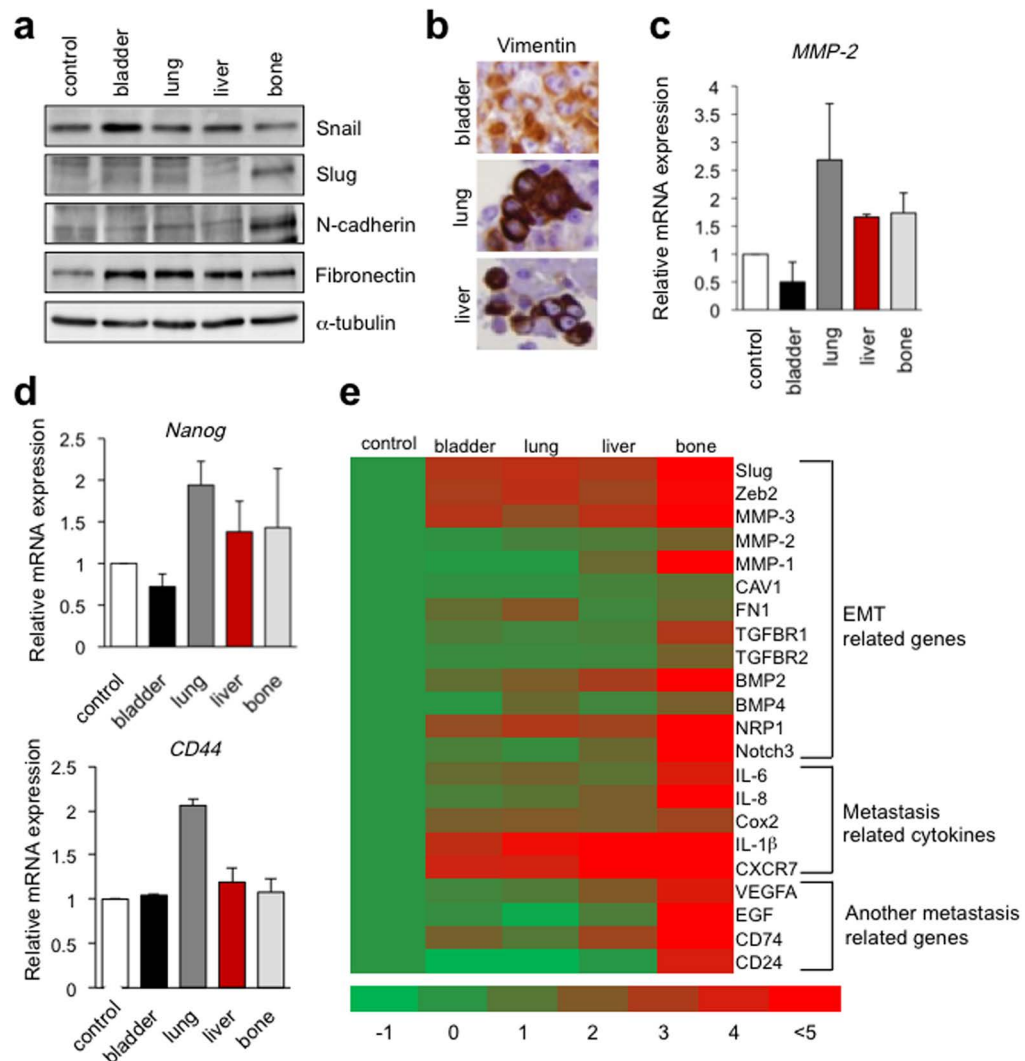 a
control
bladder
lung
liver
bone
Snail
Slug
N-cadherin
Fibronectin
α-tubulin
b
Vimentin
bladder
lung
liver
c
MMP-2
Relative mRNA expression
4
3.5
3
2.5
2
1.5
1
0.5
0
control
bladder
lung
liver
bone
d
Nanog
Relative mRNA expression
2.5
2
1.5
1
0.5
0
control
bladder
lung
liver
bone
CD44
Relative mRNA expression
2.5
2
1.5
1
0.5
0
control
bladder
lung
liver
bone
e
control bladder lung liver bone
Slug
Zeb2
MMP-3
MMP-2
MMP-1
CAV1
FN1
TGFBR1
TGFBR2
BMP2
BMP4
NRP1
Notch3
IL-6
IL-8
Cox2
IL-1β
CXCR7
VEGFA
EGF
CD74
CD24
EMT
related genes
Metastasis
related cytokines
Another metastasis
related genes
-1 0 1 2 3 4 <5